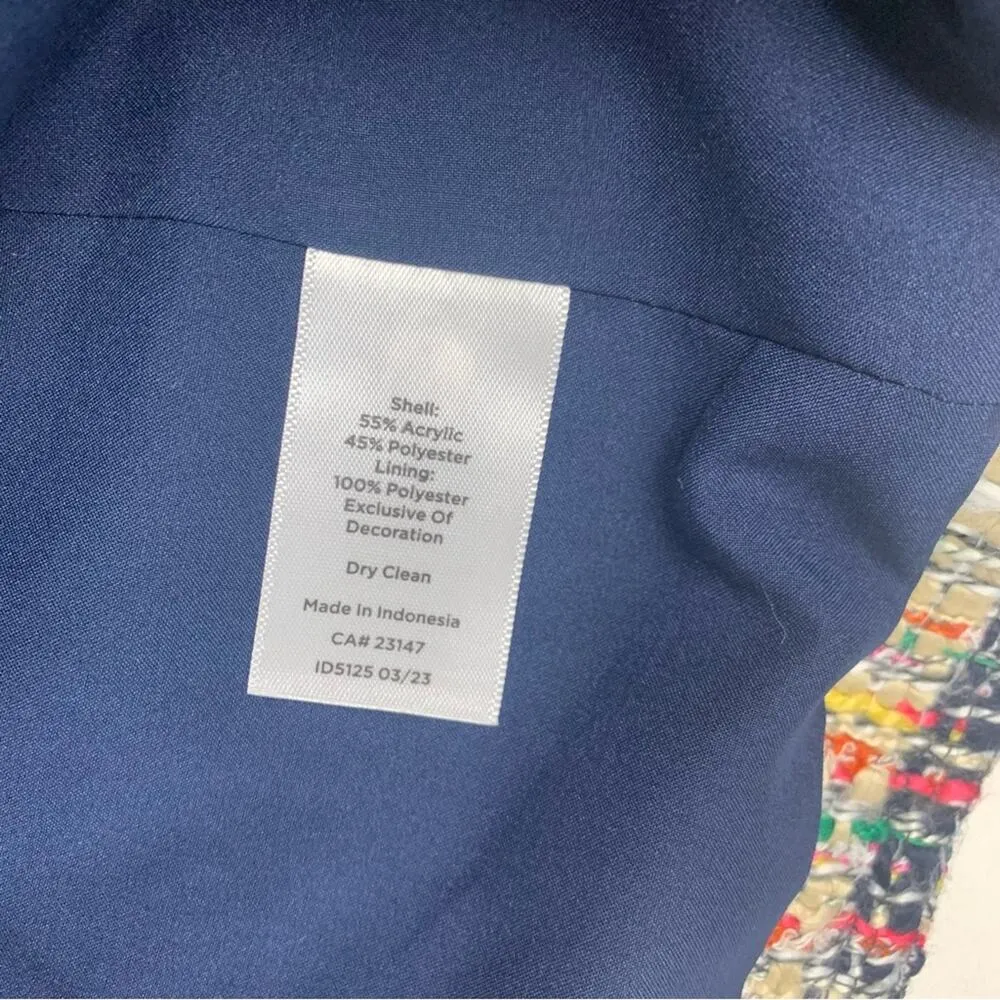 Shell:
55% Acrylic
45% Polyester
Lining:
100% Polyester
Exclusive Of
Decoration
Dry Clean
Made In Indonesia
CA# 23147
ID5125 03/23